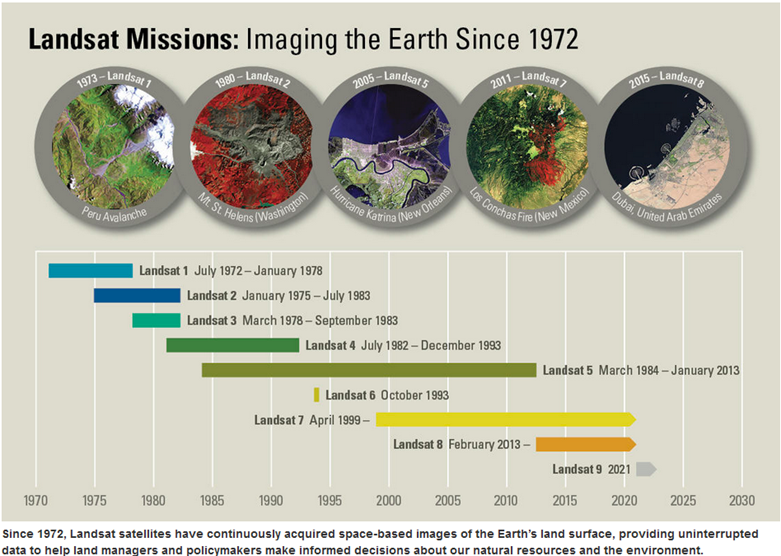 Landsat Missions: Imaging the Earth Since 1972
1973 – Landsat 1
1980 – Landsat 2
2005 – Landsat 5
2011 – Landsat 7
2015 – Landsat 8
Peru Avalanche
Mt. St. Helens (Washington)
Hurricane Katrina (New Orleans)
Los Conchas Fire (New Mexico)
Dubai, United Arab Emirates
Landsat 1 July 1972 – January 1978
Landsat 2 January 1975 – July 1983
Landsat 3 March 1978 – September 1983
Landsat 4 July 1982 – December 1993
Landsat 5 March 1984 – January 2013
Landsat 6 October 1993
Landsat 7 April 1999 –
Landsat 8 February 2013 –
Landsat 9 2021
1970 1975 1980 1985 1990 1995 2000 2005 2010 2015 2020 2025 2030
Since 1972, Landsat satellites have continuously acquired space-based images of the Earth's land surface, providing uninterrupted
data to help land managers and policymakers make informed decisions about our natural resources and the environment.